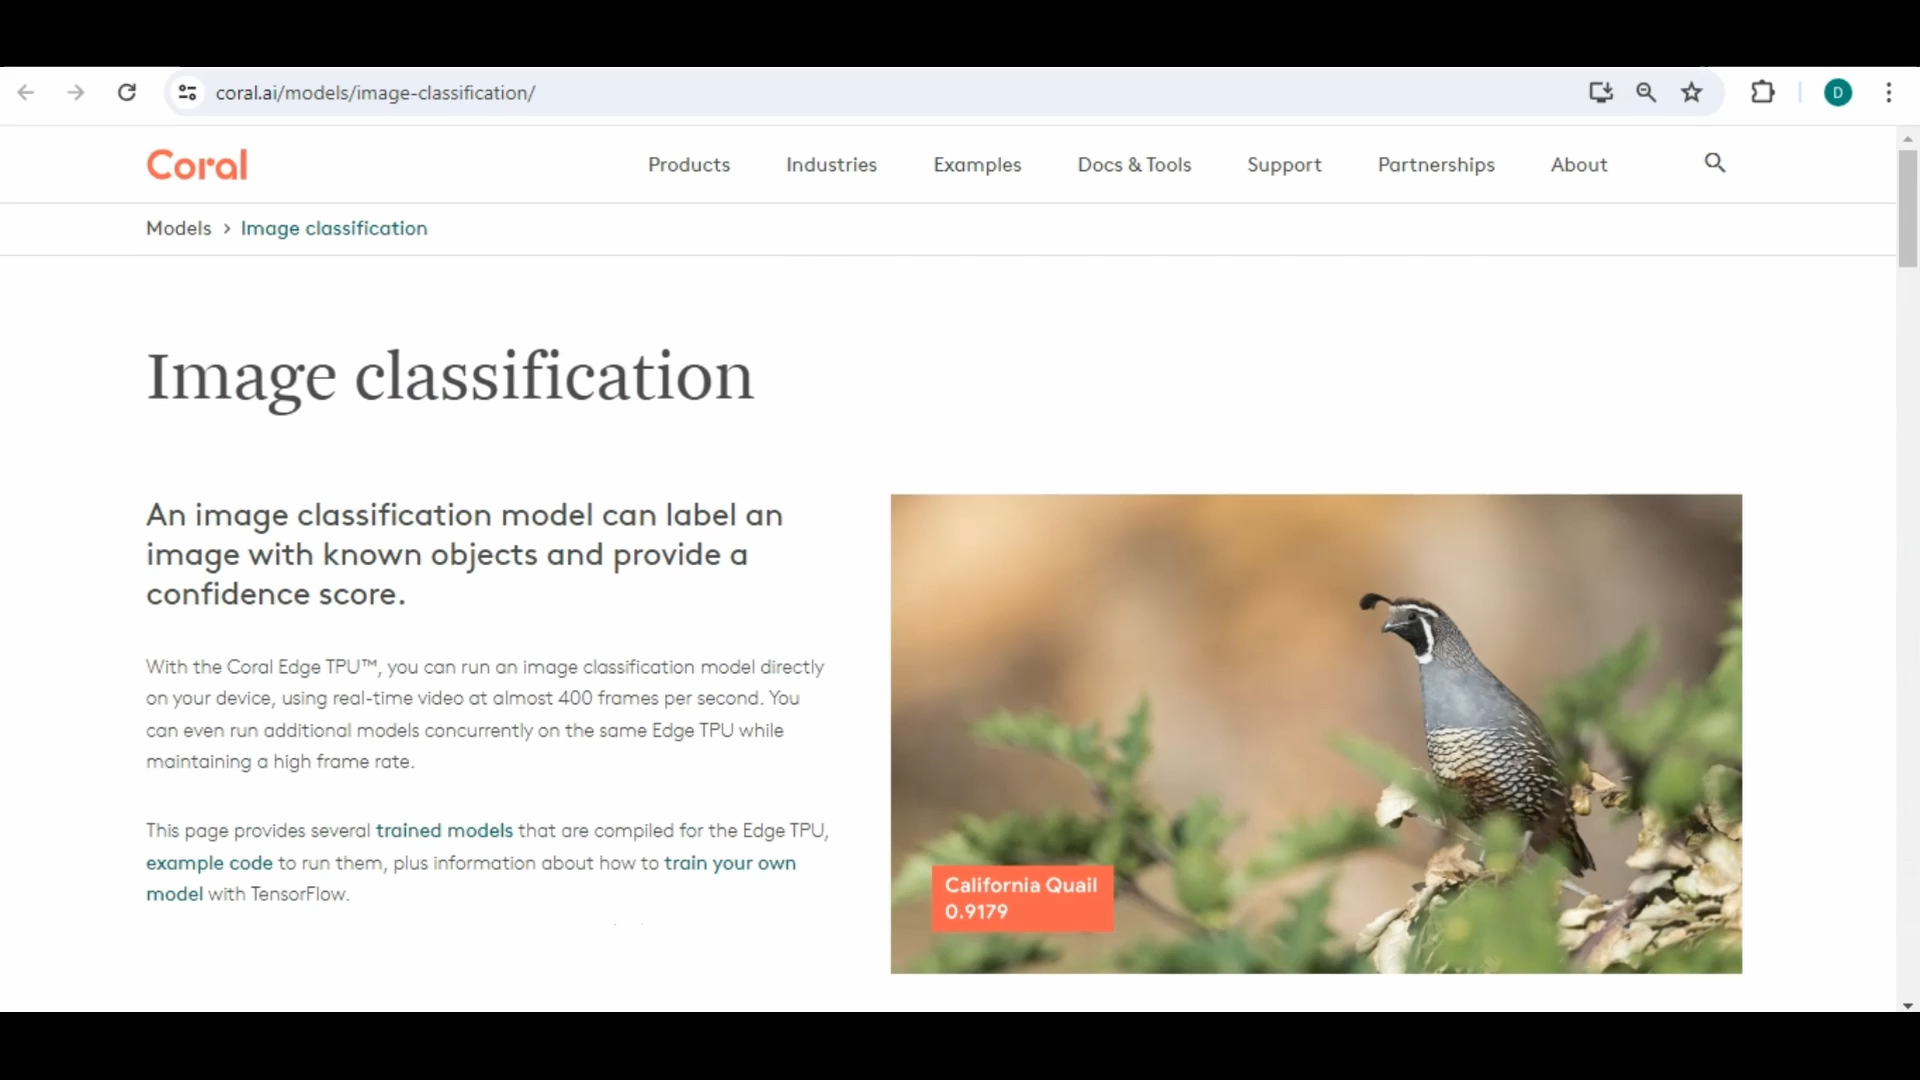 coral.ai/models/image-classification/
D
Coral
Products
Industries
Examples
Docs & Tools
Support
Partnerships
About
Models › Image classification
Image classification
An image classification model can label an
image with known objects and provide a
confidence score.
With the Coral Edge TPU™, you can run an image classification model directly
on your device, using real-time video at almost 400 frames per second. You
can even run additional models concurrently on the same Edge TPU while
maintaining a high frame rate.
This page provides several trained models that are compiled for the Edge TPU,
example code to run them, plus information about how to train your own
model with TensorFlow.
California Quail
0.9179